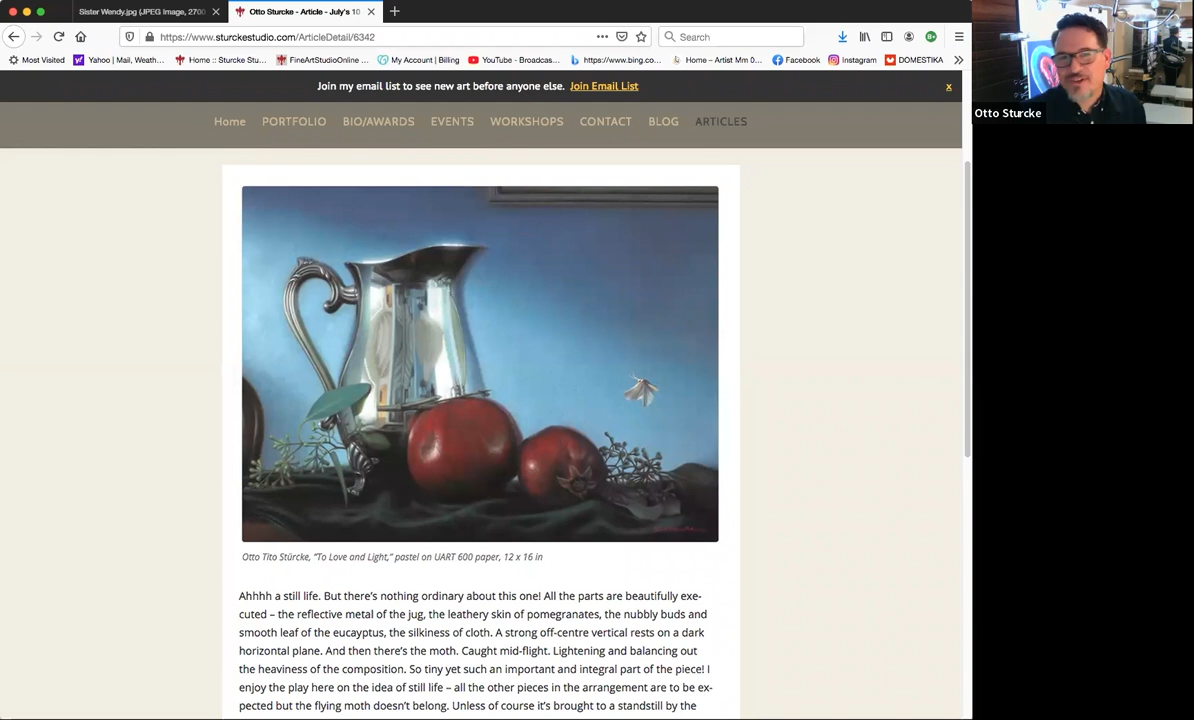 Sister Wendy.jpg (JPEG Image, 2700
Otto Sturcke - Article - July's 10
https://www.sturckestudio.com/ArticleDetail/6342
Search
Most Visited
Yahoo | Mail, Weath...
Home :: Sturcke Stu...
FineArtStudioOnline ...
My Account | Billing
YouTube - Broadcas...
https://www.bing.co...
Home – Artist Mm 0...
Facebook
Instagram
DOMESTIKA
Join my email list to see new art before anyone else. Join Email List
x
Otto Sturcke
Home PORTFOLIO BIO/AWARDS EVENTS WORKSHOPS CONTACT BLOG ARTICLES
Otto Tito Stürcke, "To Love and Light," pastel on UART 600 paper, 12 x 16 in
Ahhhh a still life. But there's nothing ordinary about this one! All the parts are beautifully exe-
cuted – the reflective metal of the jug, the leathery skin of pomegranates, the nubbly buds and
smooth leaf of the eucayptus, the silkiness of cloth. A strong off-centre vertical rests on a dark
horizontal plane. And then there's the moth. Caught mid-flight. Lightening and balancing out
the heaviness of the composition. So tiny yet such an important and integral part of the piece! I
enjoy the play here on the idea of still life – all the other pieces in the arrangement are to be ex-
pected but the flying moth doesn't belong. Unless of course it's brought to a standstill by the